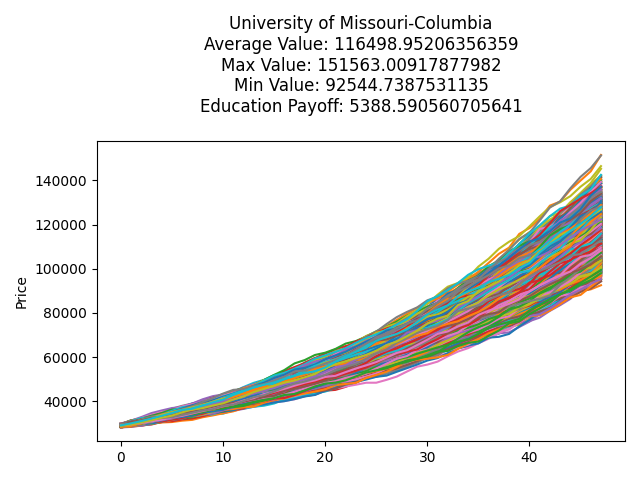 University of Missouri-Columbia
Average Value: 116498.95206356359
Max Value: 151563.00917877982
Min Value: 92544.7387531135
Education Payoff: 5388.590560705641
140000
120000
100000
80000
60000
40000
Price
0 10 20 30 40